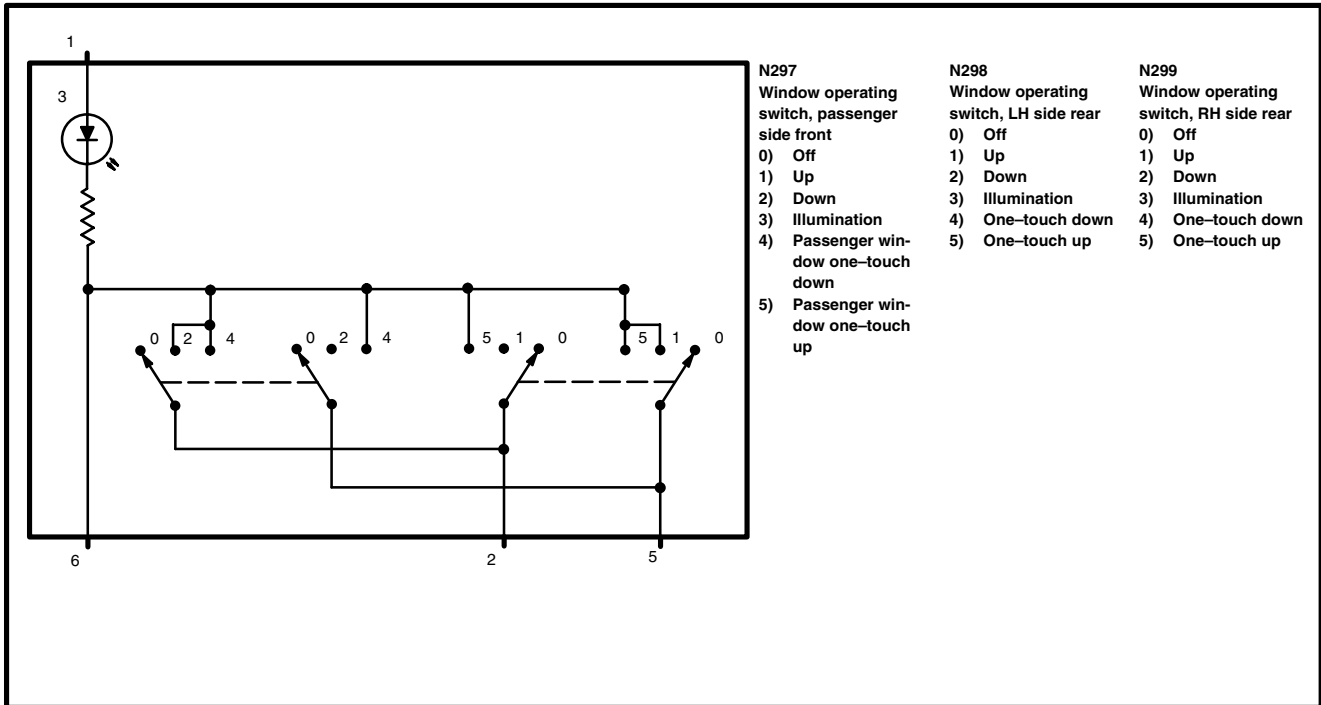 1
3
0
2
4
0
2
4
5
1
0
5
1
0
6
2
5
N297
Window operating
switch, passenger
side front
0) Off
1) Up
2) Down
3) Illumination
4) Passenger win-
dow one–touch
down
5) Passenger win-
dow one–touch
up
N298
Window operating
switch, LH side rear
0) Off
1) Up
2) Down
3) Illumination
4) One–touch down
5) One–touch up
N299
Window operating
switch, RH side rear
0) Off
1) Up
2) Down
3) Illumination
4) One–touch down
5) One–touch up